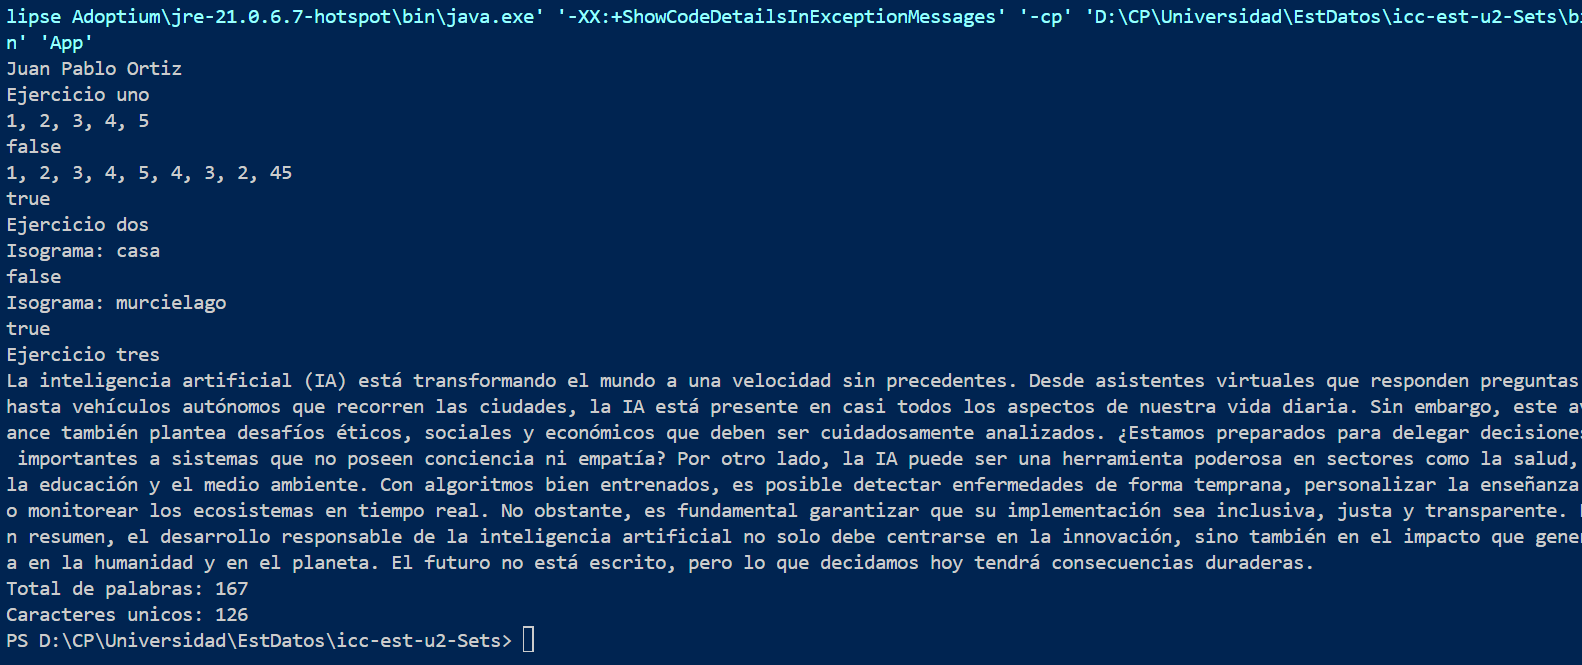 lipse Adoptium\jre-21.0.6.7-hotspot\bin\java.exe' '-XX:+ShowCodeDetailsInExceptionMessages' '-cp' 'D:\CP\Universidad\EstDatos\icc-est-u2-Sets\bi
n' 'App'
Juan Pablo Ortiz
Ejercicio uno
1, 2, 3, 4, 5
false
1, 2, 3, 4, 5, 4, 3, 2, 45
true
Ejercicio dos
Isograma: casa
false
Isograma: murcielago
true
Ejercicio tres
La inteligencia artificial (IA) está transformando el mundo a una velocidad sin precedentes. Desde asistentes virtuales que responden preguntas
hasta vehículos autónomos que recorren las ciudades, la IA está presente en casi todos los aspectos de nuestra vida diaria. Sin embargo, este av
ance también plantea desafíos éticos, sociales y económicos que deben ser cuidadosamente analizados. ¿Estamos preparados para delegar decisiones
importantes a sistemas que no poseen conciencia ni empatía? Por otro lado, la IA puede ser una herramienta poderosa en sectores como la salud,
la educación y el medio ambiente. Con algoritmos bien entrenados, es posible detectar enfermedades de forma temprana, personalizar la enseñanza
o monitorear los ecosistemas en tiempo real. No obstante, es fundamental garantizar que su implementación sea inclusiva, justa y transparente. E
n resumen, el desarrollo responsable de la inteligencia artificial no solo debe centrarse en la innovación, sino también en el impacto que gener
a en la humanidad y en el planeta. El futuro no está escrito, pero lo que decidamos hoy tendrá consecuencias duraderas.
Total de palabras: 167
Caracteres unicos: 126
PS D:\CP\Universidad\EstDatos\icc-est-u2-Sets>